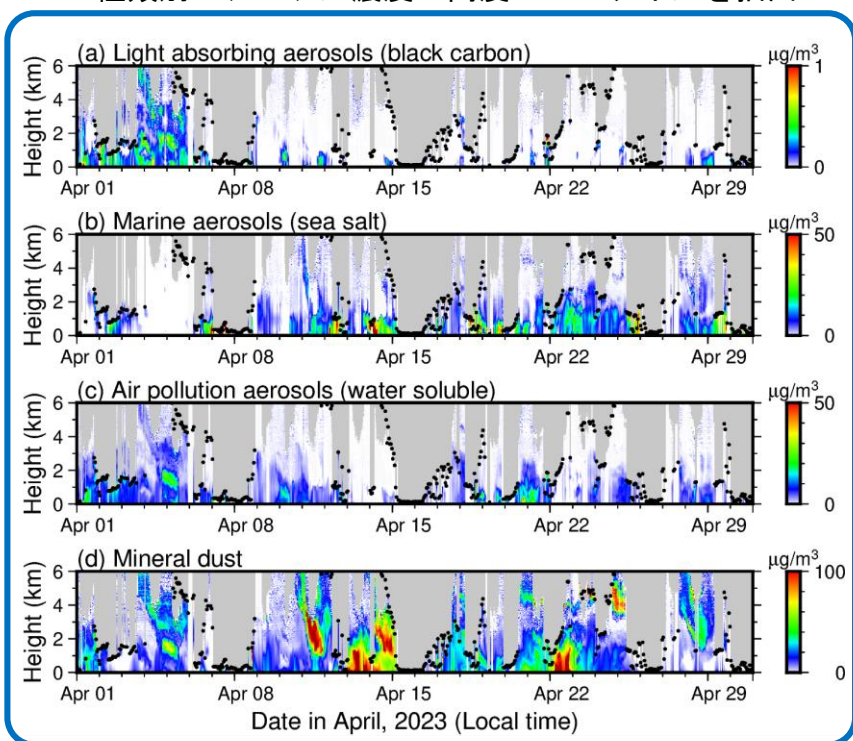 (a) Light absorbing aerosols (black carbon)
μg/m³
Height (km)
6
4
2
0
1
0
Apr 01
Apr 08
Apr 15
Apr 22
Apr 29
(b) Marine aerosols (sea salt)
μg/m³
Height (km)
6
4
2
0
50
0
Apr 01
Apr 08
Apr 15
Apr 22
Apr 29
(c) Air pollution aerosols (water soluble)
μg/m³
Height (km)
6
4
2
0
50
0
Apr 01
Apr 08
Apr 15
Apr 22
Apr 29
(d) Mineral dust
μg/m³
Height (km)
6
4
2
0
100
0
Apr 01
Apr 08
Apr 15
Apr 22
Apr 29
Date in April, 2023 (Local time)